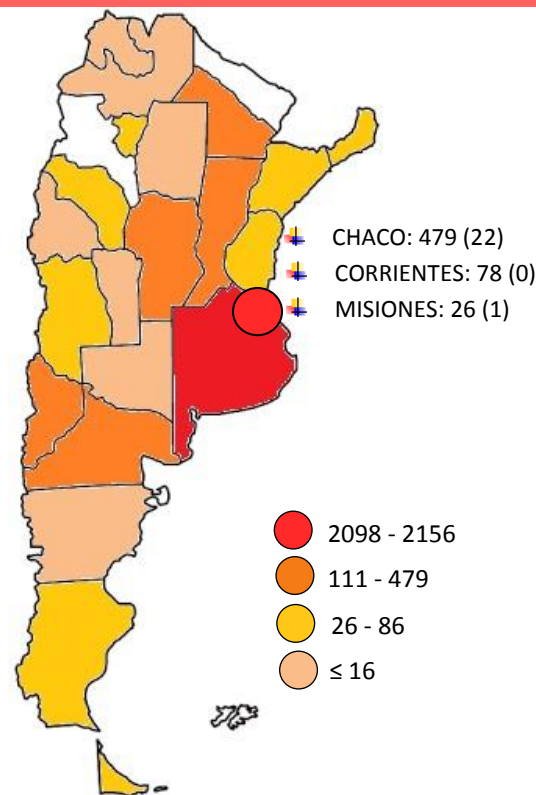 CHACO: 479 (22)
CORRIENTES: 78 (0)
MISIONES: 26 (1)
2098 - 2156
111 - 479
26 - 86
≤ 16